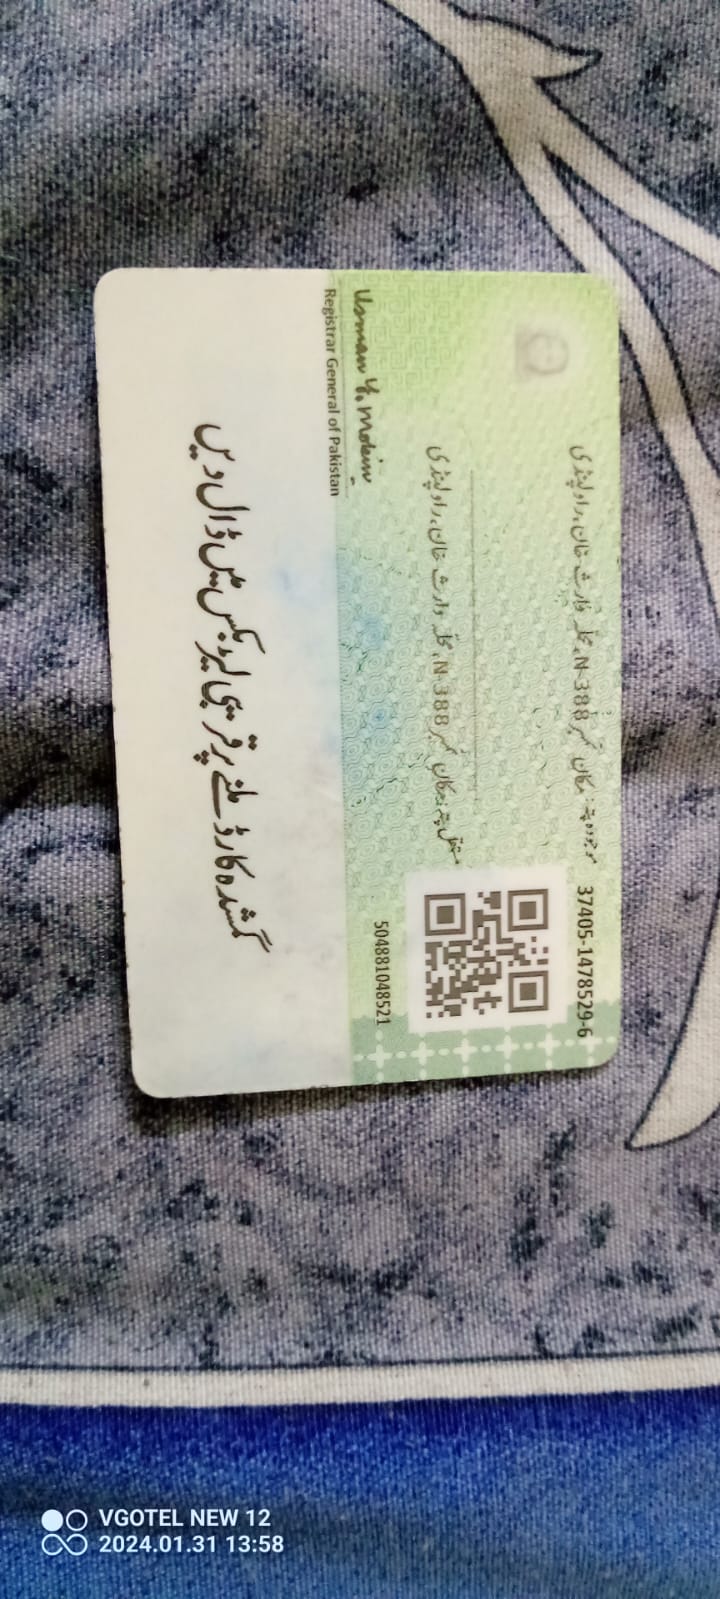 37405-1478529-6
موجودہ پتہ: مکان نمبر N-388، محلہ وارث خان، راولپنڈی
مستقل پتہ: مکان نمبر N-388، محلہ وارث خان، راولپنڈی
504881048521
Usman Y. Mobin
Registrar General of Pakistan
گمشدہ کارڈ ملنے پر قریبی لیٹر بکس میں ڈال دیں
VGOTEL NEW 12
2024.01.31 13:58